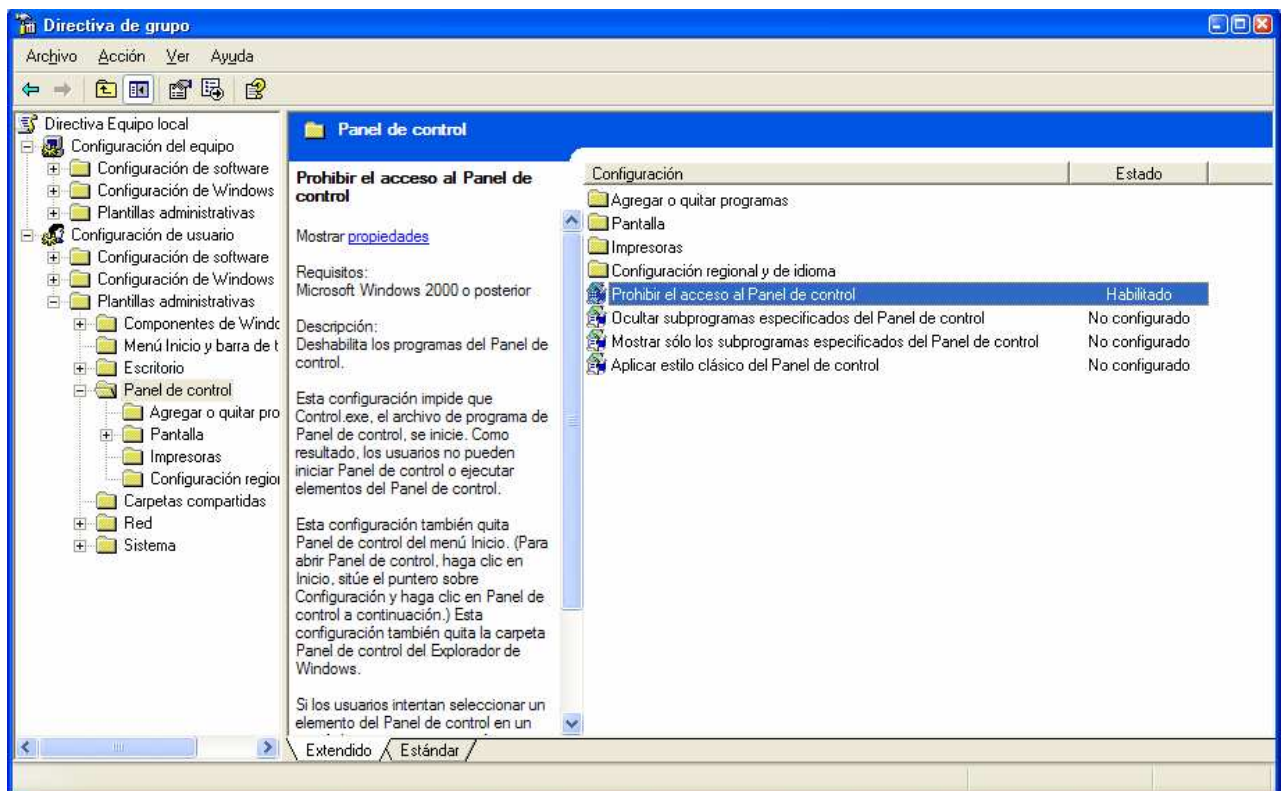 Directiva de grupo
Archivo Acción Ver Ayuda
Directiva Equipo local
Configuración del equipo
Configuración de software
Configuración de Windows
Plantillas administrativas
Configuración de usuario
Configuración de software
Configuración de Windows
Plantillas administrativas
Componentes de Windc
Menú Inicio y barra de t
Escritorio
Panel de control
Agregar o quitar pro
Pantalla
Impresoras
Configuración region
Carpetas compartidas
Red
Sistema
Panel de control
Prohibir el acceso al Panel de
control
Mostrar propiedades
Requisitos:
Microsoft Windows 2000 o posterior
Descripción:
Deshabilita los programas del Panel de
control.
Esta configuración impide que
Control.exe, el archivo de programa de
Panel de control, se inicie. Como
resultado, los usuarios no pueden
iniciar Panel de control o ejecutar
elementos del Panel de control.
Esta configuración también quita
Panel de control del menú Inicio. (Para
abrir Panel de control, haga clic en
Inicio, sitúe el puntero sobre
Configuración y haga clic en Panel de
control a continuación.) Esta
configuración también quita la carpeta
Panel de control del Explorador de
Windows.
Si los usuarios intentan seleccionar un
elemento del Panel de control en un
Configuración Estado
Agregar o quitar programas
Pantalla
Impresoras
Configuración regional y de idioma
Prohibir el acceso al Panel de control Habilitado
Ocultar subprogramas especificados del Panel de control No configurado
Mostrar sólo los subprogramas especificados del Panel de control No configurado
Aplicar estilo clásico del Panel de control No configurado
Extendido Estándar